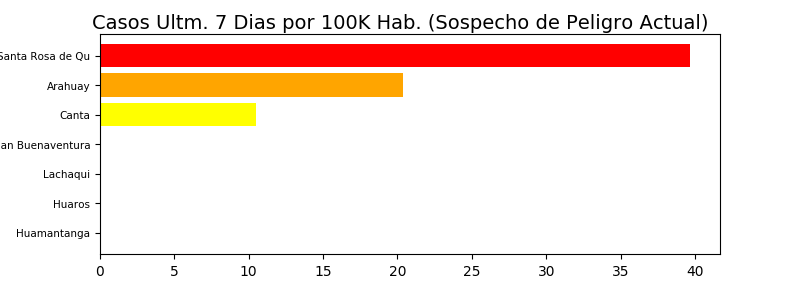 Casos Ultm. 7 Dias por 100K Hab. (Sospecho de Peligro Actual)
Santa Rosa de Qu
Arahuay
Canta
an Buenaventura
Lachaqui
Huaros
Huamantanga
0 5 10 15 20 25 30 35 40